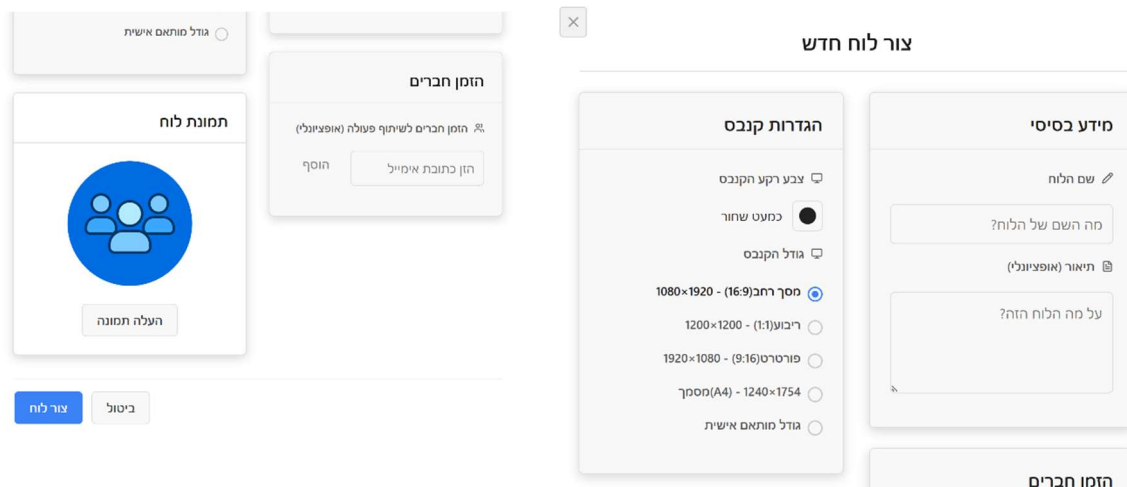 צור לוח חדש
מידע בסיסי
שם הלוח
מה השם של הלוח?
תיאור (אופציונלי)
על מה הלוח הזה?
הזמן חברים
הגדרות קנבס
צבע רקע הקנבס
כמעט שחור
גודל הקנבס
מסך רחב(16:9) - 1920×1080
ריבוע(1:1) - 1200×1200
פורטרט(9:16) - 1080×1920
מסמך(A4) - 1240×1754
גודל מותאם אישית
הזמן חברים
הזמן חברים לשיתוף פעולה (אופציונלי)
הזן כתובת אימייל
הוסף
גודל מותאם אישית
תמונת לוח
העלה תמונה
ביטול
צור לוח